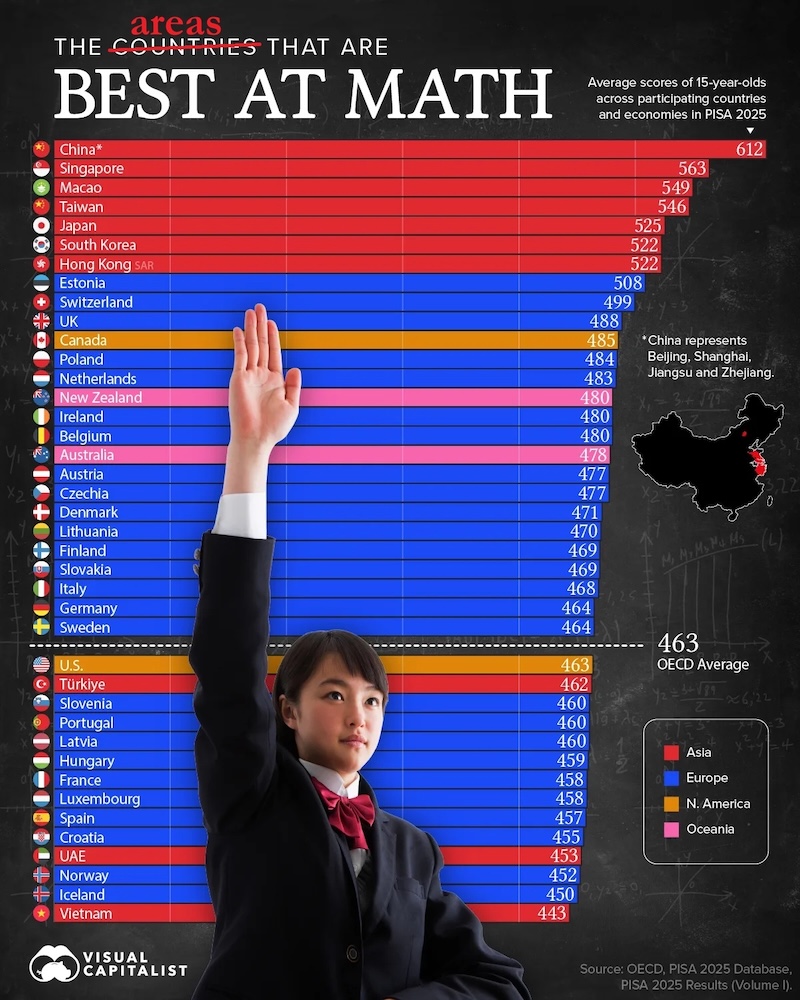 areas
THE COUNTRIES THAT ARE
BEST AT MATH
Average scores of 15-year-olds
across participating countries
and economies in PISA 2025
China* 612
Singapore 563
Macao 549
Taiwan 546
Japan 525
South Korea 522
Hong Kong SAR 522
Estonia 508
Switzerland 499
UK 488
Canada 485
Poland 484
Netherlands 483
New Zealand 480
Ireland 480
Belgium 480
Australia 478
Austria 477
Czechia 477
Denmark 471
Lithuania 470
Finland 469
Slovakia 469
Italy 468
Germany 464
Sweden 464
463
OECD Average
U.S. 463
Türkiye 462
Slovenia 460
Portugal 460
Latvia 460
Hungary 459
France 458
Luxembourg 458
Spain 457
Croatia 455
UAE 453
Norway 452
Iceland 450
Vietnam 443
*China represents
Beijing, Shanghai,
Jiangsu and Zhejiang.
Asia
Europe
N. America
Oceania
VISUAL
CAPITALIST
Source: OECD, PISA 2025 Database,
PISA 2025 Results (Volume I).